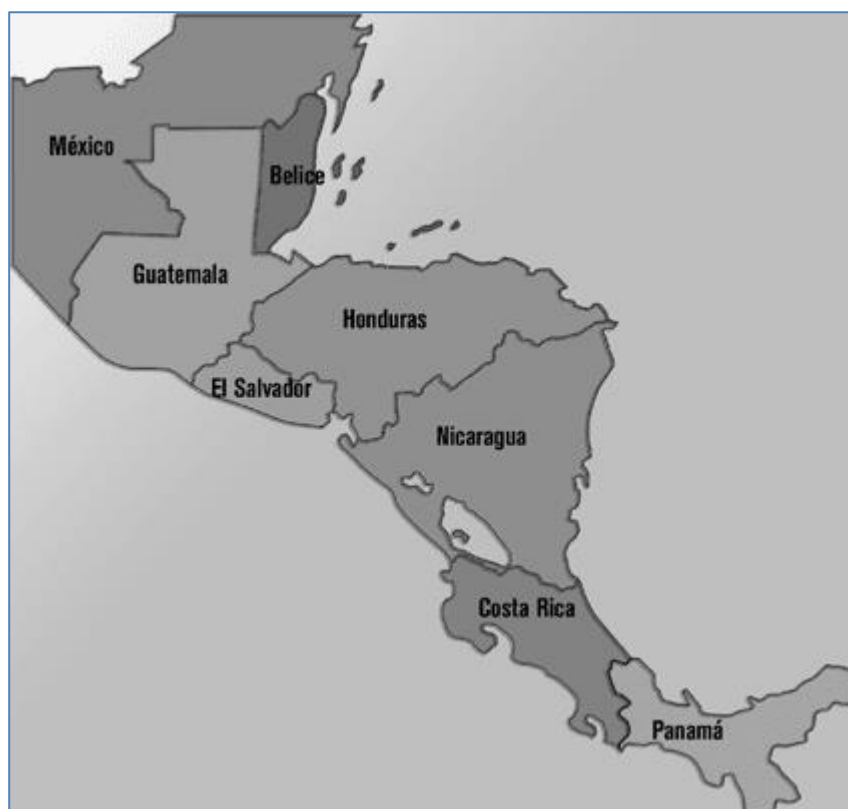 México
Belice
Guatemala
Honduras
El Salvador
Nicaragua
Costa Rica
Panamá